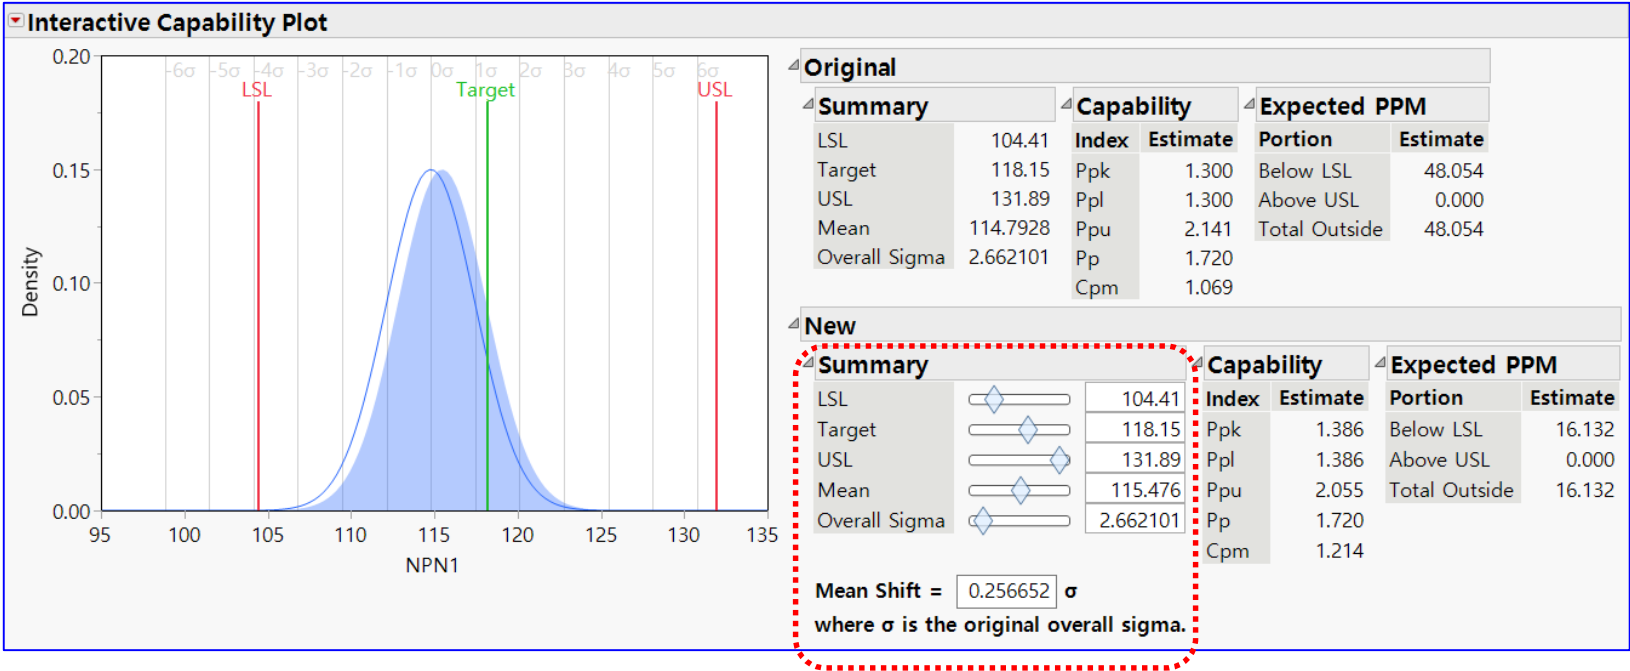 Interactive Capability Plot
0.20
0.15
0.10
0.05
0.00
Density
-6σ -5σ -4σ -3σ -2σ -1σ 0σ 1σ 2σ 3σ 4σ 5σ 6σ
LSL Target USL
95 100 105 110 115 120 125 130 135
NPN1
Original
Summary
LSL 104.41
Target 118.15
USL 131.89
Mean 114.7928
Overall Sigma 2.662101
Capability
Index Estimate
Ppk 1.300
Ppl 1.300
Ppu 2.141
Pp 1.720
Cpm 1.069
Expected PPM
Portion Estimate
Below LSL 48.054
Above USL 0.000
Total Outside 48.054
New
Summary
LSL 104.41
Target 118.15
USL 131.89
Mean 115.476
Overall Sigma 2.662101
Mean Shift = 0.256652 σ
where σ is the original overall sigma.
Capability
Index Estimate
Ppk 1.386
Ppl 1.386
Ppu 2.055
Pp 1.720
Cpm 1.214
Expected PPM
Portion Estimate
Below LSL 16.132
Above USL 0.000
Total Outside 16.132